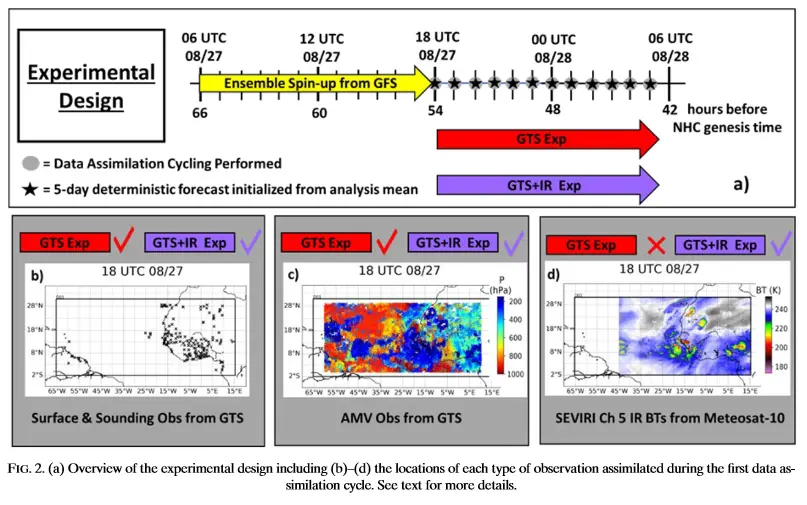 Experimental
Design
06 UTC 12 UTC 18 UTC 00 UTC 06 UTC
08/27 08/27 08/27 08/28 08/28
Ensemble Spin-up from GFS
66 60 54 48 42 hours before
NHC genesis time
GTS Exp
GTS+IR Exp
= Data Assimilation Cycling Performed
= 5-day deterministic forecast initialized from analysis mean
a)
GTS Exp GTS+IR Exp
b) 18 UTC 08/27
28°N
18°N
8°N
2°S
65°W 55°W 45°W 35°W 25°W 15°W 5°W 5°E 15°E
Surface & Sounding Obs from GTS
GTS Exp GTS+IR Exp
c) 18 UTC 08/27
P
(hPa)
28°N
18°N
8°N
2°S
200
400
600
800
1000
65°W 55°W 45°W 35°W 25°W 15°W 5°W 5°E 15°E
AMV Obs from GTS
GTS Exp GTS+IR Exp
d) 18 UTC 08/27
BT (K)
28°N
18°N
8°N
2°S
240
220
200
180
65°W 55°W 45°W 35°W 25°W 15°W 5°W 5°E 15°E
SEVIRI Ch 5 IR BTs from Meteosat-10
FIG. 2. (a) Overview of the experimental design including (b)–(d) the locations of each type of observation assimilated during the first data as-
similation cycle. See text for more details.